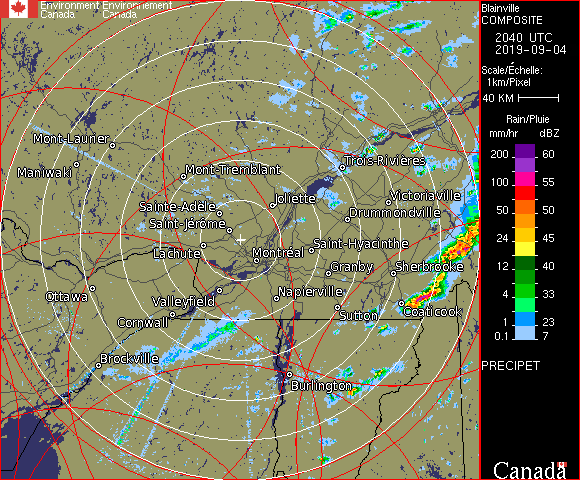 Environment Environnement
Canada Canada
Blainville
COMPOSITE
2040 UTC
2019-09-04
Scale/Échelle:
1km/Pixel
40 KM
Rain/Pluie
mm/hr dBZ
200 60
100 55
50 50
24 45
12 40
4 33
1 23
0.1 7
PRECIPET
Canada
Mont-Laurier
Maniwaki
Mont-Tremblant
Trois-Rivières
Sainte-Adèle
Joliette
Victoriaville
Saint-Jérôme
Drummondville
Lachute
Montréal
Saint-Hyacinthe
Granby
Sherbrooke
Ottawa
Valleyfield
Napierville
Cornwall
Sutton
Coaticook
Brockville
Burlington